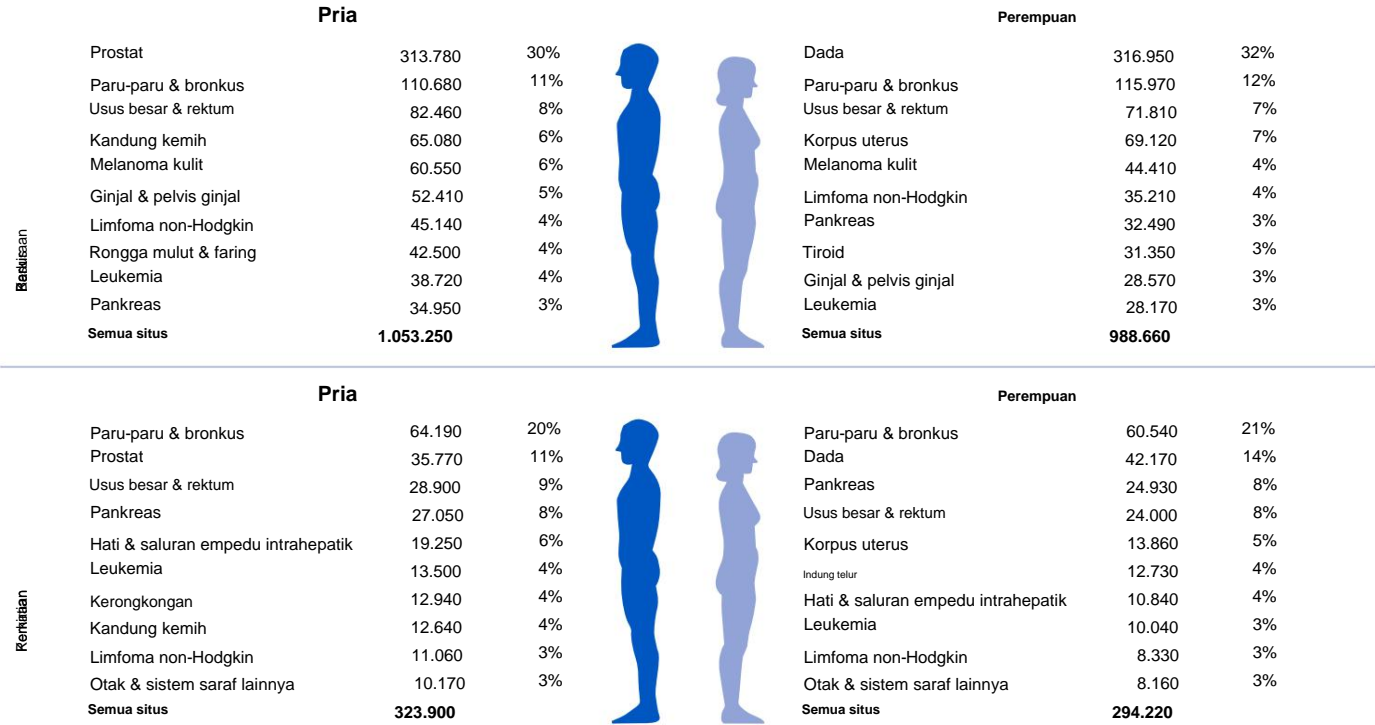 Pria Perempuan
Prostat 313.780 30% Dada 316.950 32%
Paru-paru & bronkus 110.680 11% Paru-paru & bronkus 115.970 12%
Usus besar & rektum 82.460 8% Usus besar & rektum 71.810 7%
Kandung kemih 65.080 6% Korpus uterus 69.120 7%
Melanoma kulit 60.550 6% Melanoma kulit 44.410 4%
Ginjal & pelvis ginjal 52.410 5% Limfoma non-Hodgkin 35.210 4%
Limfoma non-Hodgkin 45.140 4% Pankreas 32.490 3%
Rongga mulut & faring 42.500 4% Tiroid 31.350 3%
Leukemia 38.720 4% Ginjal & pelvis ginjal 28.570 3%
Pankreas 34.950 3% Leukemia 28.170 3%
Semua situs 1.053.250 Semua situs 988.660
Pria Perempuan
Paru-paru & bronkus 64.190 20% Paru-paru & bronkus 60.540 21%
Prostat 35.770 11% Dada 42.170 14%
Usus besar & rektum 28.900 9% Pankreas 24.930 8%
Pankreas 27.050 8% Usus besar & rektum 24.000 8%
Hati & saluran empedu intrahepatik 19.250 6% Korpus uterus 13.860 5%
Leukemia 13.500 4% Indung telur 12.730 4%
Kerongkongan 12.940 4% Hati & saluran empedu intrahepatik 10.840 4%
Kandung kemih 12.640 4% Leukemia 10.040 3%
Limfoma non-Hodgkin 11.060 3% Limfoma non-Hodgkin 8.330 3%
Otak & sistem saraf lainnya 10.170 3% Otak & sistem saraf lainnya 8.160 3%
Semua situs 323.900 Semua situs 294.220